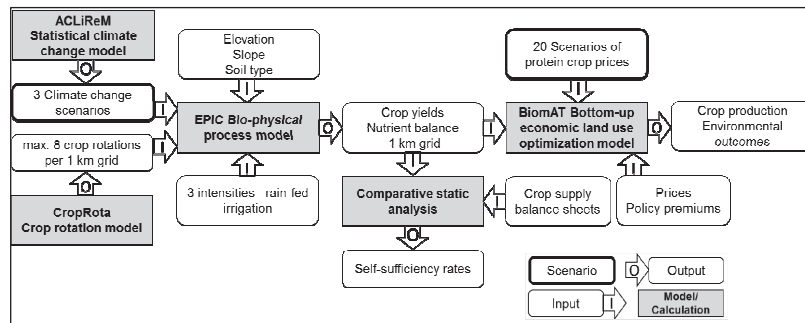 ACLiReM
Statistical climate
change model
O
3 Climate change
scenarios
I
max. 8 crop rotations
per 1 km grid
I
O
CropRota
Crop rotation model
Elevation
Slope
Soil type
I
EPIC Bio-physical
process model
I
3 intensities rain fed
irrigation
O
Crop yields
Nutrient balance
1 km grid
I
I
Comparative static
analysis
O
Self-sufficiency rates
20 Scenarios of
protein crop prices
I
BiomAT Bottom-up
economic land use
optimization model
O
Crop production
Environmental
outcomes
I
Crop supply
balance sheets
I
Prices
Policy premiums
Scenario
O
Output
Input
I
Model/
Calculation